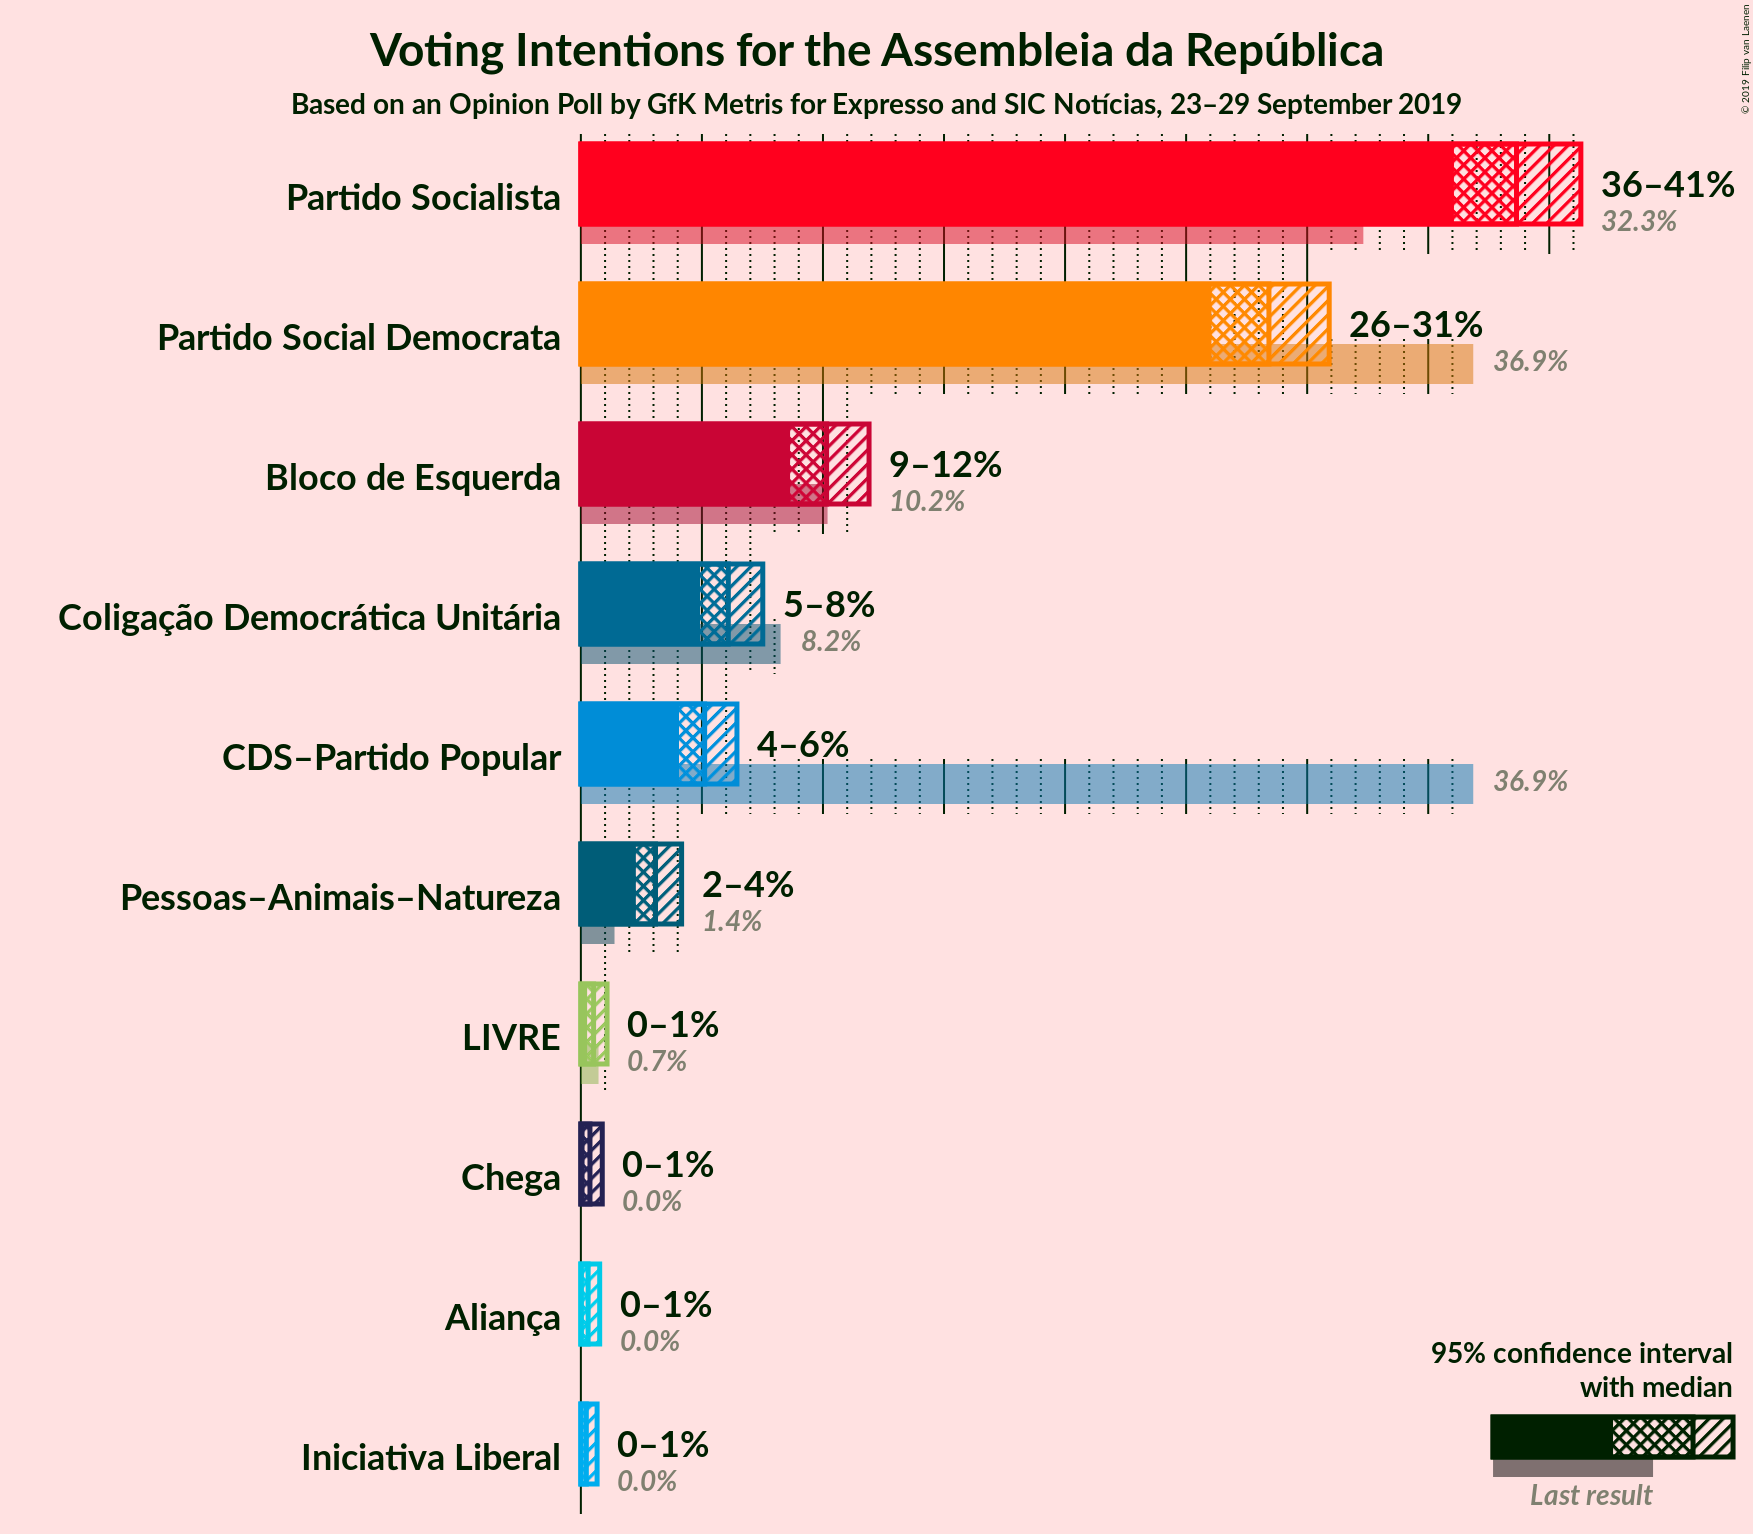 Voting Intentions for the Assembleia da República
Based on an Opinion Poll by GfK Metris for Expresso and SIC Notícias, 23–29 September 2019
© 2019 Filip van Laenen
Partido Socialista
36–41%
32.3%
Partido Social Democrata
26–31%
36.9%
Bloco de Esquerda
9–12%
10.2%
Coligação Democrática Unitária
5–8%
8.2%
CDS–Partido Popular
4–6%
36.9%
Pessoas–Animais–Natureza
2–4%
1.4%
LIVRE
0–1%
0.7%
Chega
0–1%
0.0%
Aliança
0–1%
0.0%
Iniciativa Liberal
0–1%
0.0%
95% confidence interval
with median
Last result